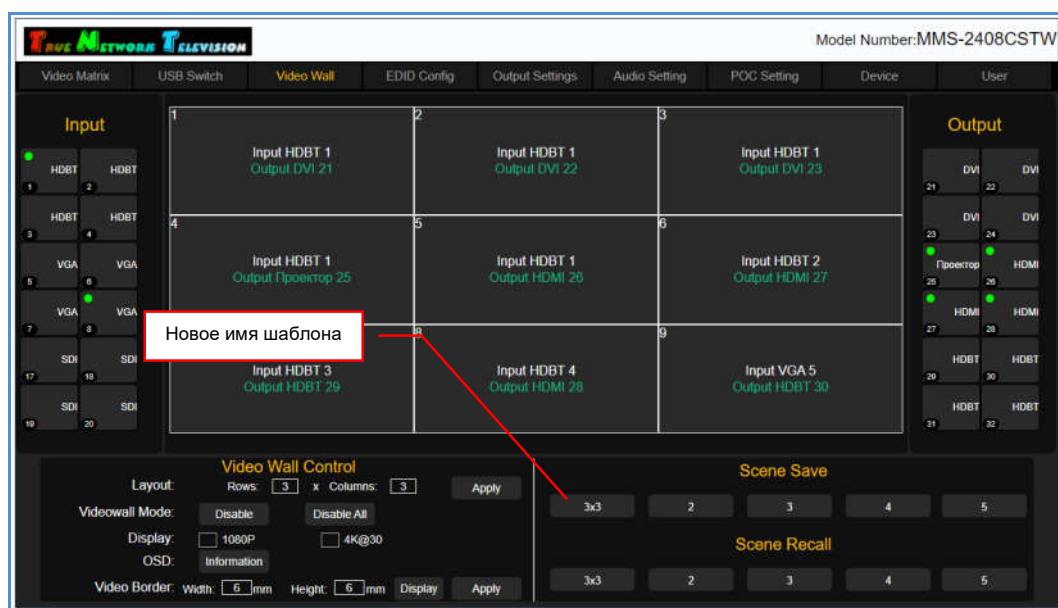 TRUE NETWORK TELEVISION
Model Number:MMS-2408CSTW
Video Matrix USB Switch Video Wall EDID Config Output Settings Audio Setting POC Setting Device User
Input
HDBT HDBT
1 2
HDBT HDBT
3 4
VGA VGA
5 6
VGA VGA
7 8
SDI SDI
17 18
SDI SDI
19 20
1
Input HDBT 1
Output DVI 21
2
Input HDBT 1
Output DVI 22
3
Input HDBT 1
Output DVI 23
4
Input HDBT 1
Output Проектор 25
5
Input HDBT 1
Output HDMI 26
6
Input HDBT 2
Output HDMI 27
Новое имя шаблона
Input HDBT 3
Output HDBT 29
8
Input HDBT 4
Output HDMI 28
9
Input VGA 5
Output HDBT 30
Output
DVI DVI
21 22
DVI DVI
23 24
Проектор HDMI
25 26
HDMI HDMI
27 28
HDBT HDBT
29 30
HDBT HDBT
31 32
Video Wall Control
Layout: Rows: 3 x Columns: 3 Apply
Videowall Mode: Disable Disable All
Display: 1080P 4K@30
OSD: Information
Video Border: Width: 6 mm Height: 6 mm Display Apply
Scene Save
3x3 2 3 4 5
Scene Recall
3x3 2 3 4 5